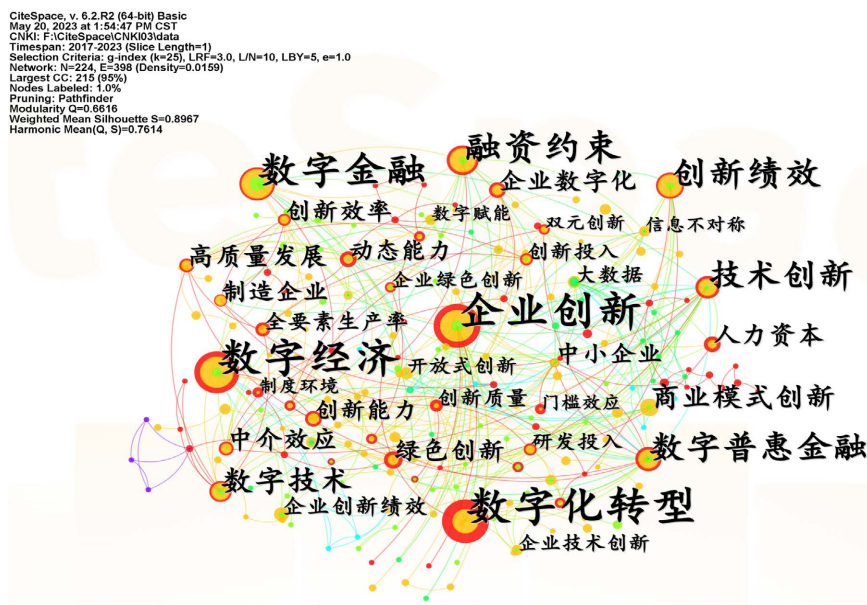 CiteSpace, v. 6.2.R2 (64-bit) Basic
May 20, 2023 at 1:54:47 PM CST
CNKI: F:\CiteSpace\CNKI03\data
Timespan: 2017-2023 (Slice Length=1)
Selection Criteria: g-index (k=25), LRF=3.0, L/N=10, LBY=5, e=1.0
Network: N=224, E=398 (Density=0.0159)
Largest CC: 215 (95%)
Nodes Labeled: 1.0%
Pruning: Pathfinder
Modularity Q=0.6616
Weighted Mean Silhouette S=0.8967
Harmonic Mean(Q, S)=0.7614
融资约束
数字金融
企业数字化
创新绩效
创新效率
数字赋能
双元创新
信息不对称
高质量发展
动态能力
创新投入
技术创新
制造企业
企业绿色创新
大数据
企业创新
全要素生产率
人力资本
数字经济
开放式创新
中小企业
制度环境
创新能力
创新质量
门槛效应
商业模式创新
中介效应
绿色创新
研发投入
数字普惠金融
数字技术
企业创新绩效
数字化转型
企业技术创新